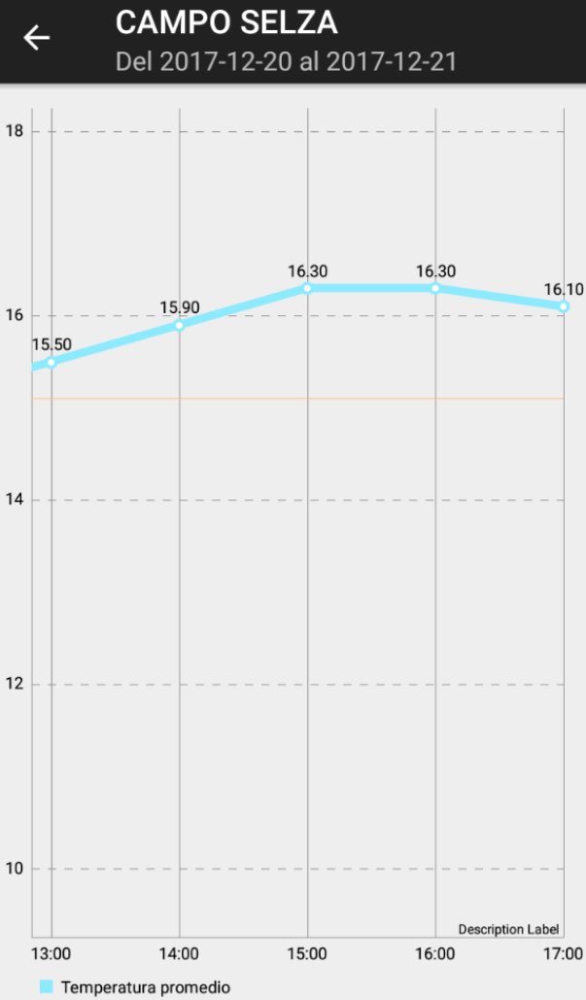 CAMPO SELZA
Del 2017-12-20 al 2017-12-21
18
16.30
16.30
16.10
15.90
16
15.50
14
12
10
Description Label
13:00 14:00 15:00 16:00 17:00
Temperatura promedio